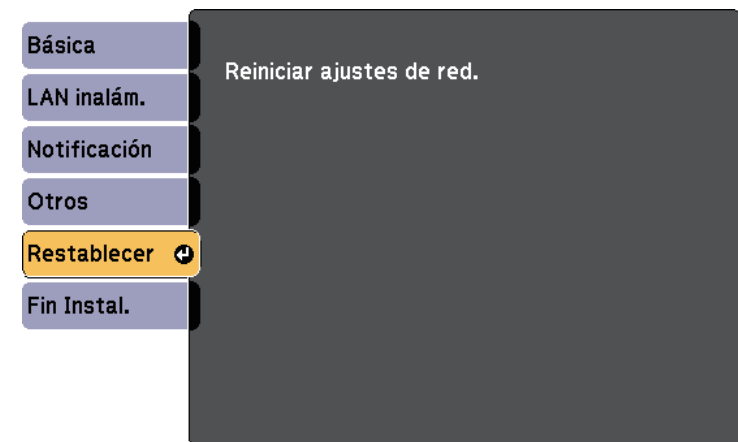 Básica
LAN inalám.
Notificación
Otros
Restablecer
Fin Instal.
Reiniciar ajustes de red.